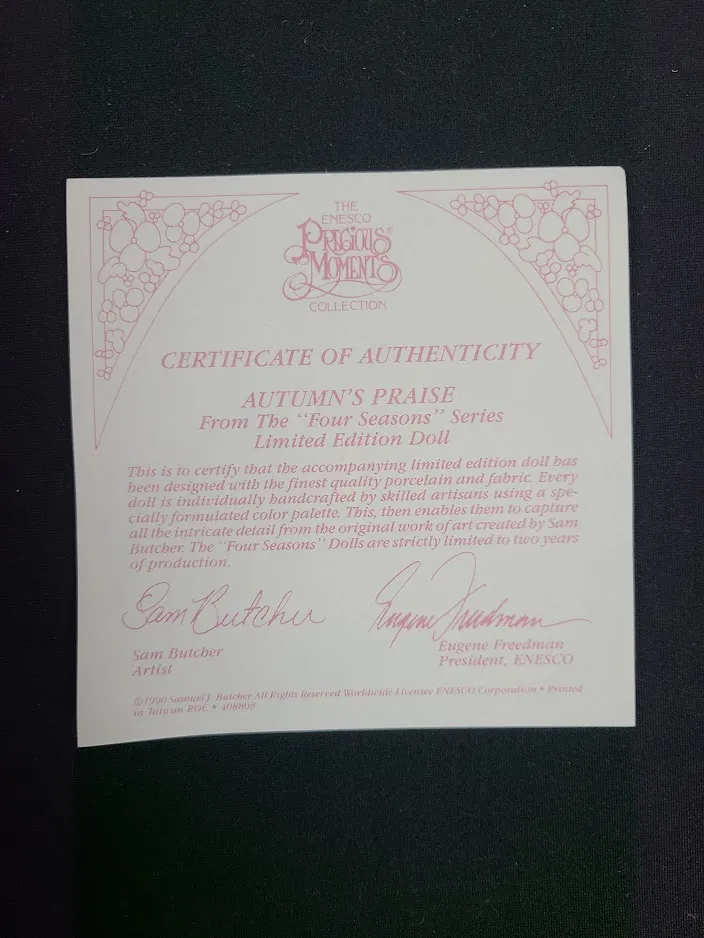 THE
ENESCO
PRECIOUS
MOMENTS®
COLLECTION
CERTIFICATE OF AUTHENTICITY
AUTUMN'S PRAISE
From The "Four Seasons" Series
Limited Edition Doll
This is to certify that the accompanying limited edition doll has
been designed with the finest quality porcelain and fabric. Every
doll is individually handcrafted by skilled artisans using a spe-
cially formulated color palette. This, then enables them to capture
all the intricate detail from the original work of art created by Sam
Butcher. The "Four Seasons" Dolls are strictly limited to two years
of production.
Sam Butcher Eugene Freedman
Sam Butcher Eugene Freedman
Artist President, ENESCO
©1990 Samuel J. Butcher All Rights Reserved Worldwide Licensee ENESCO Corporation • Printed
in Taiwan ROC • 408808